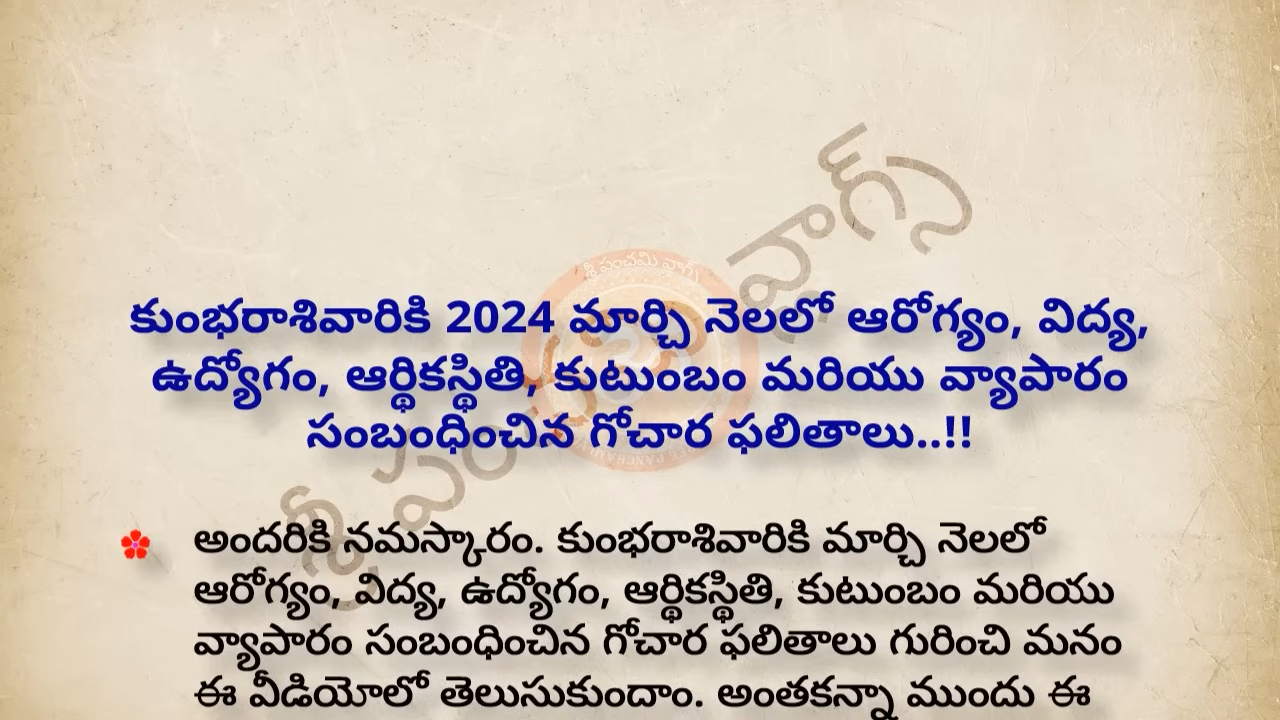 కుంభరాశివారికి 2024 మార్చి నెలలో ఆరోగ్యం, విద్య,
ఉద్యోగం, ఆర్థికస్థితి, కుటుంబం మరియు వ్యాపారం
సంబంధించిన గోచార ఫలితాలు..!!
అందరికి నమస్కారం. కుంభరాశివారికి మార్చి నెలలో
ఆరోగ్యం, విద్య, ఉద్యోగం, ఆర్థికస్థితి, కుటుంబం మరియు
వ్యాపారం సంబంధించిన గోచార ఫలితాలు గురించి మనం
ఈ వీడియోలో తెలుసుకుందాం. అంతకన్నా ముందు ఈ
శ్రీ పంచమి వ్లాగ్స్